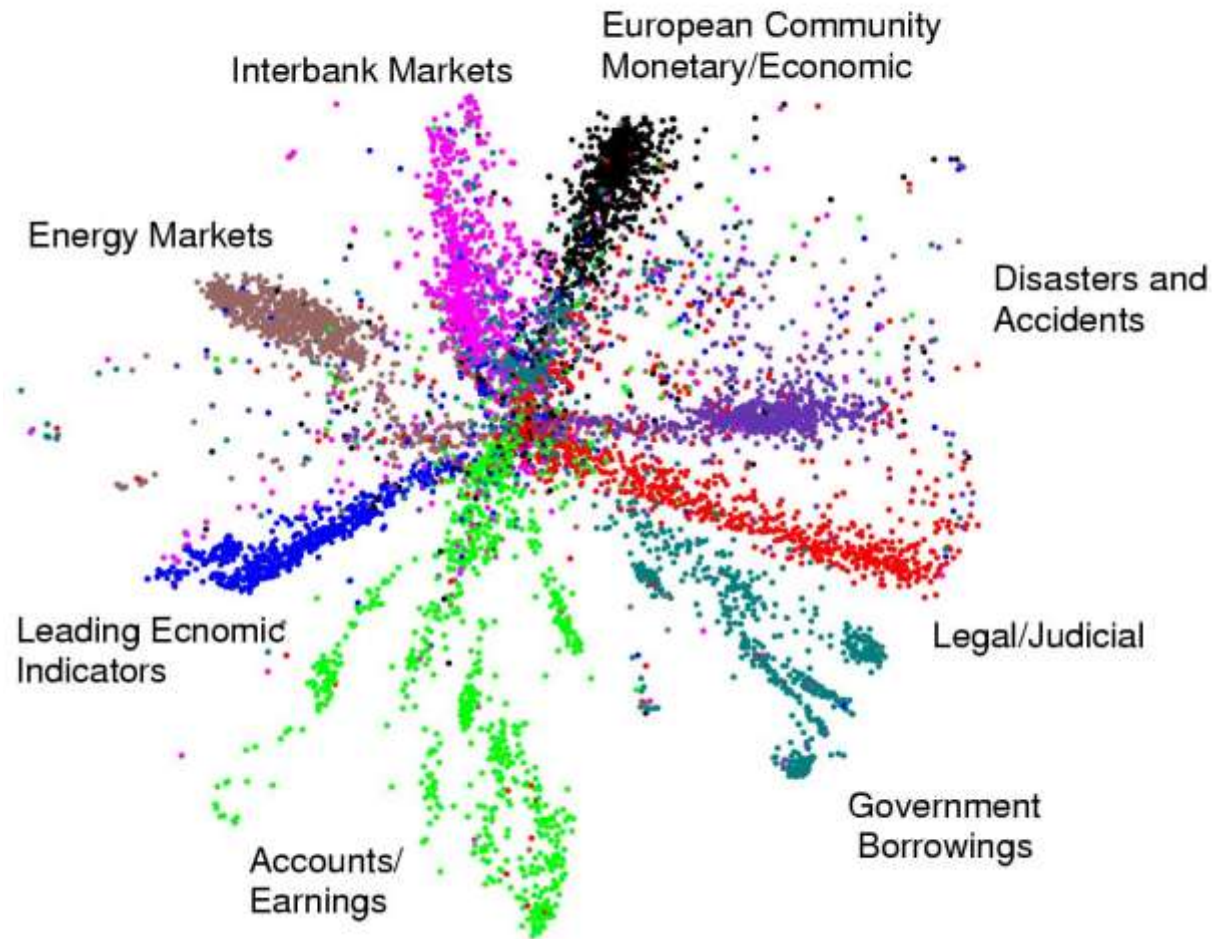 European Community
Monetary/Economic
Interbank Markets
Energy Markets
Disasters and
Accidents
Leading Ecnomic
Indicators
Legal/Judicial
Government
Borrowings
Accounts/
Earnings